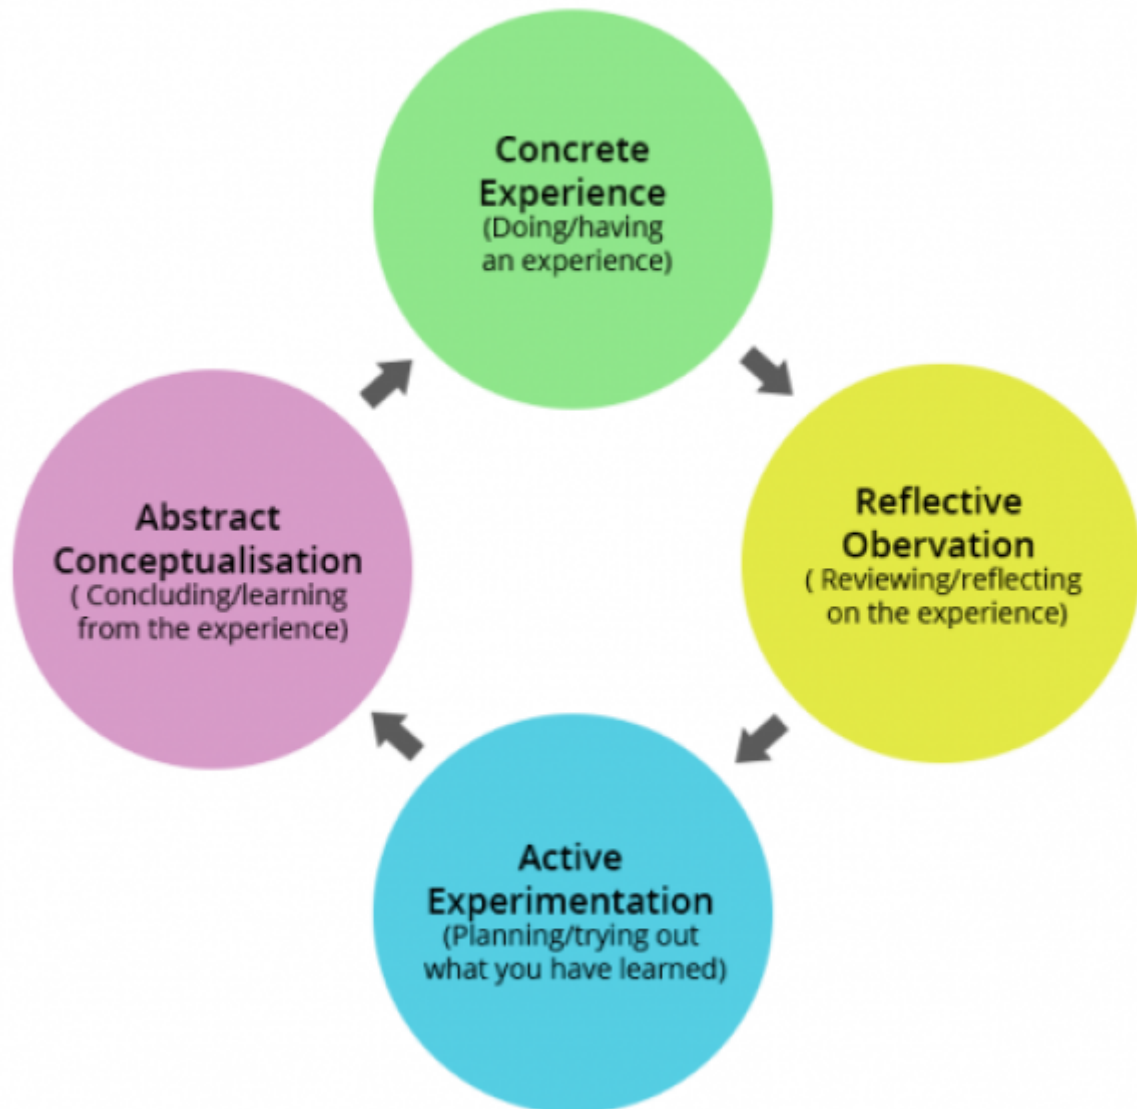 Concrete
Experience
(Doing/having
an experience)
Reflective
Obervation
( Reviewing/reflecting
on the experience)
Active
Experimentation
(Planning/trying out
what you have learned)
Abstract
Conceptualisation
( Concluding/learning
from the experience)